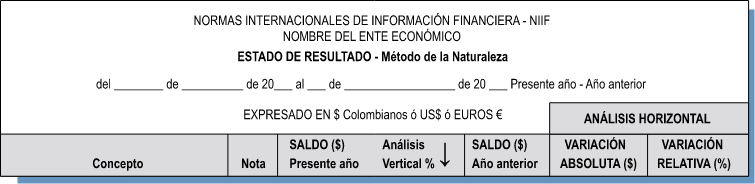 NORMAS INTERNACIONALES DE INFORMACIÓN FINANCIERA - NIIF
NOMBRE DEL ENTE ECONÓMICO
ESTADO DE RESULTADO - Método de la Naturaleza
del ________ de __________ de 20___ al ___ de __________________ de 20 ___ Presente año - Año anterior
EXPRESADO EN $ Colombianos ó US$ ó EUROS €
ANÁLISIS HORIZONTAL
SALDO ($) Análisis SALDO ($) VARIACIÓN VARIACIÓN
Concepto Nota Presente año Vertical % ↓ Año anterior ABSOLUTA ($) RELATIVA (%)